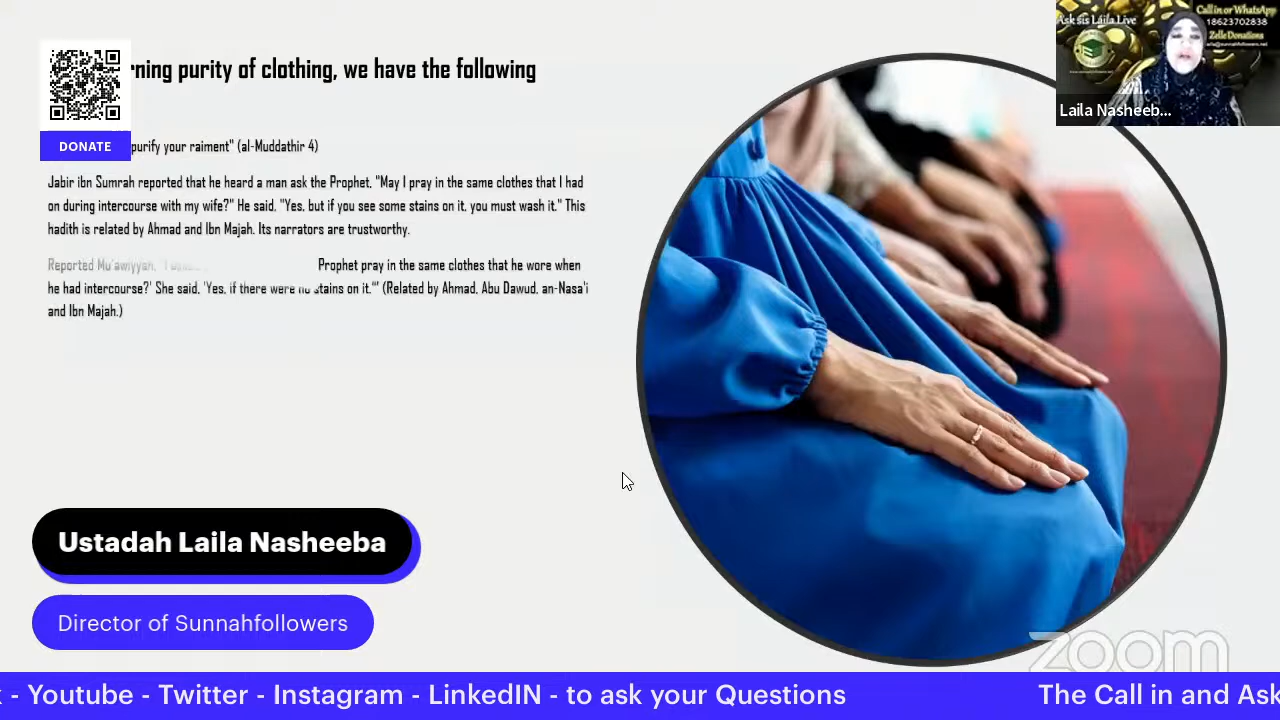 rning purity of clothing, we have the following
DONATE
purify your raiment" (al-Muddathir 4)
Jabir ibn Sumrah reported that he heard a man ask the Prophet, "May I pray in the same clothes that I had
on during intercourse with my wife?" He said, "Yes, but if you see some stains on it, you must wash it." This
hadith is related by Ahmad and Ibn Majah. Its narrators are trustworthy.
Reported Mu'awiyyah, Prophet pray in the same clothes that he wore when
he had intercourse?' She said, 'Yes, if there were no stains on it."' (Related by Ahmad, Abu Dawud, an-Nasa'i
and Ibn Majah.)
Ask sis Laila Live
Call in or WhatsApp
18623702838
Zelle Donations
Laila Nasheeb...
Ustadah Laila Nasheeba
Director of Sunnahfollowers
zoom
- Youtube - Twitter - Instagram - LinkedIN - to ask your Questions The Call in and Ask